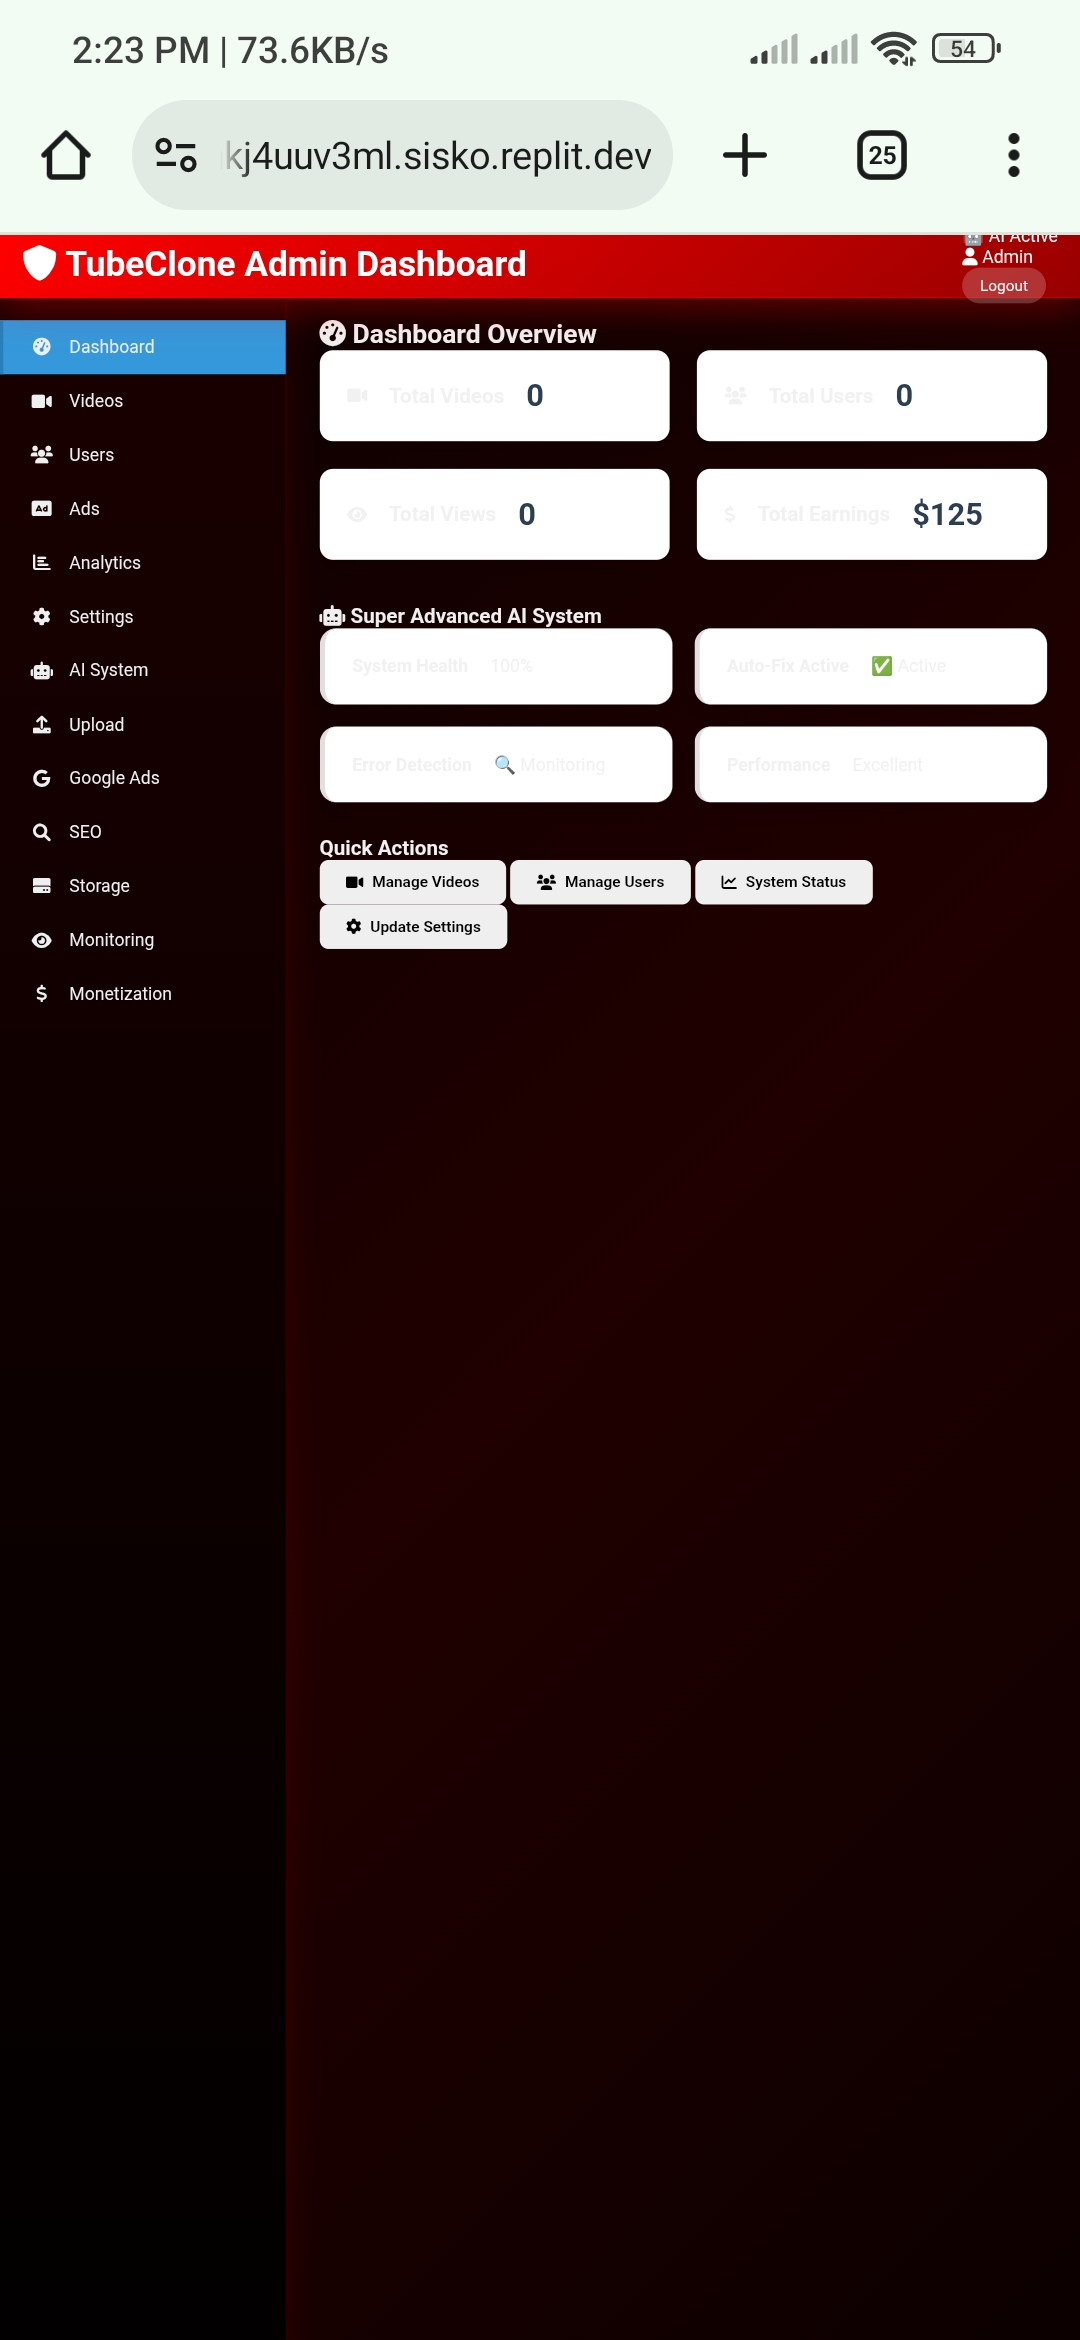 2:23 PM | 73.6KB/s
54
kj4uuv3ml.sisko.replit.dev
25
TubeClone Admin Dashboard
AI Active
Admin
Logout
Dashboard
Videos
Users
Ads
Analytics
Settings
AI System
Upload
Google Ads
SEO
Storage
Monitoring
Monetization
Dashboard Overview
Total Videos 0
Total Users 0
Total Views 0
$ Total Earnings $125
Super Advanced AI System
System Health 100%
Auto-Fix Active ✅ Active
Error Detection 🔍 Monitoring
Performance Excellent
Quick Actions
Manage Videos
Manage Users
System Status
Update Settings